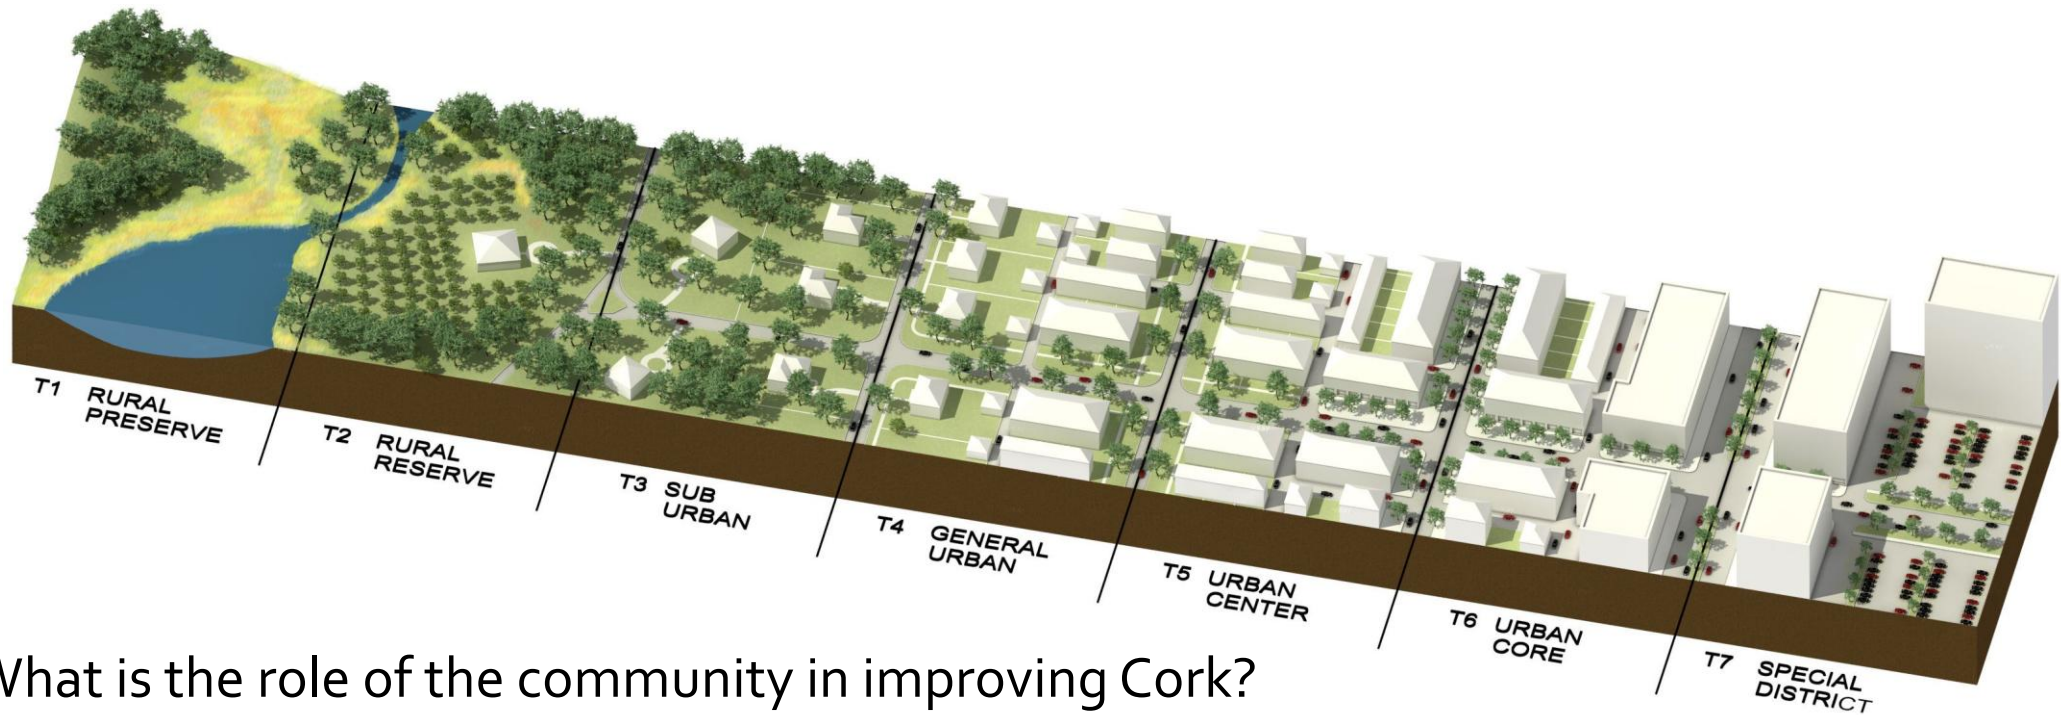 T1 RURAL
PRESERVE
T2 RURAL
RESERVE
T3 SUB
URBAN
T4 GENERAL
URBAN
T5 URBAN
CENTER
T6 URBAN
CORE
T7 SPECIAL
DISTRICT
What is the role of the community in improving Cork?